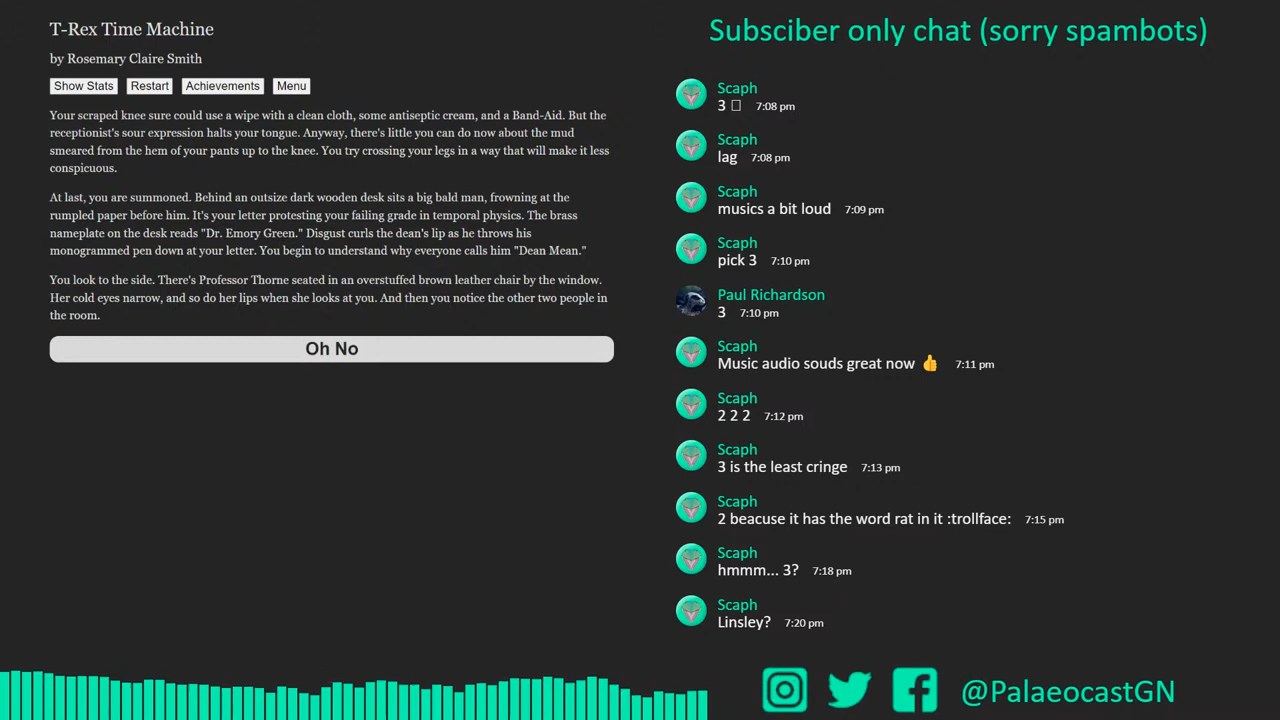 T-Rex Time Machine
by Rosemary Claire Smith
Show Stats Restart Achievements Menu
Your scraped knee sure could use a wipe with a clean cloth, some antiseptic cream, and a Band-Aid. But the
receptionist's sour expression halts your tongue. Anyway, there's little you can do now about the mud
smeared from the hem of your pants up to the knee. You try crossing your legs in a way that will make it less
conspicuous.
At last, you are summoned. Behind an outsize dark wooden desk sits a big bald man, frowning at the
rumpled paper before him. It's your letter protesting your failing grade in temporal physics. The brass
nameplate on the desk reads "Dr. Emory Green." Disgust curls the dean's lip as he throws his
monogrammed pen down at your letter. You begin to understand why everyone calls him "Dean Mean."
You look to the side. There's Professor Thorne seated in an overstuffed brown leather chair by the window.
Her cold eyes narrow, and so do her lips when she looks at you. And then you notice the other two people in
the room.
Oh No
Subsciber only chat (sorry spambots)
Scaph
3 7:08 pm
Scaph
lag 7:08 pm
Scaph
musics a bit loud 7:09 pm
Scaph
pick 3 7:10 pm
Paul Richardson
3 7:10 pm
Scaph
Music audio souds great now 👍 7:11 pm
Scaph
2 2 2 7:12 pm
Scaph
3 is the least cringe 7:13 pm
Scaph
2 beacuse it has the word rat in it :trollface: 7:15 pm
Scaph
hmmm... 3? 7:18 pm
Scaph
Linsley? 7:20 pm
@PalaeocastGN